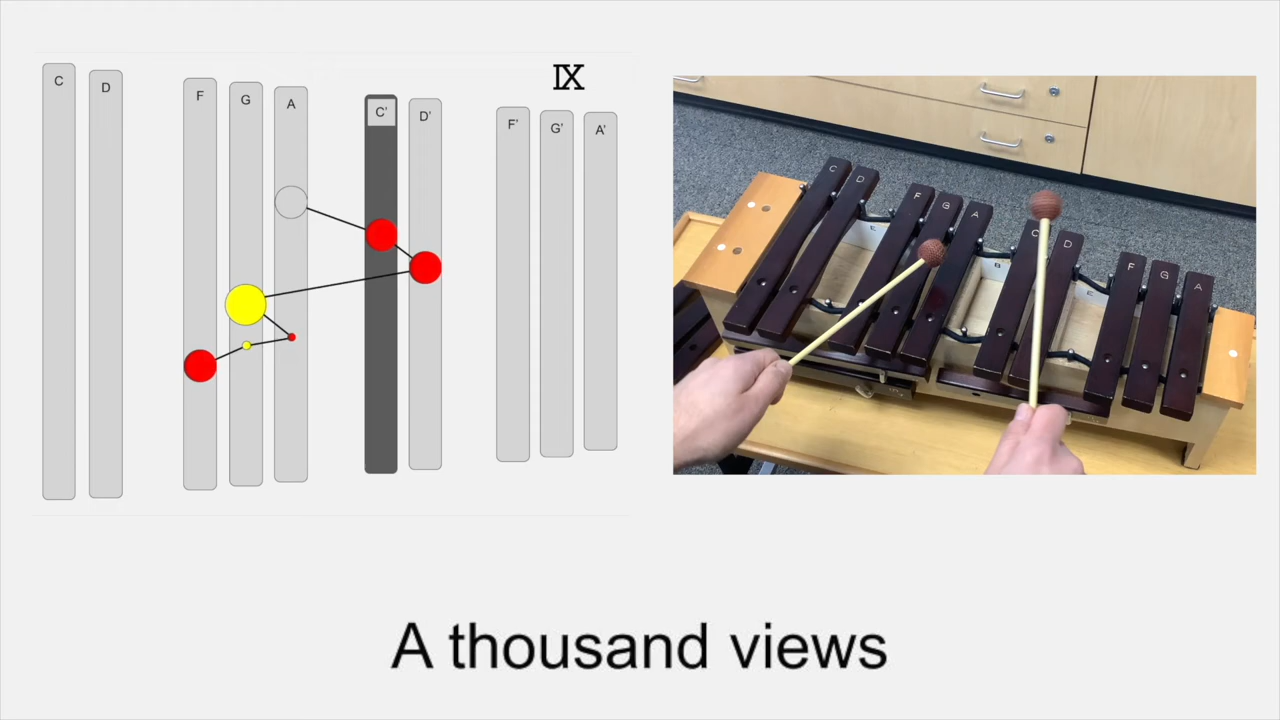 IX
C D F G A C' D' F' G' A'
C D F G A C D F G A
E B E
A thousand views